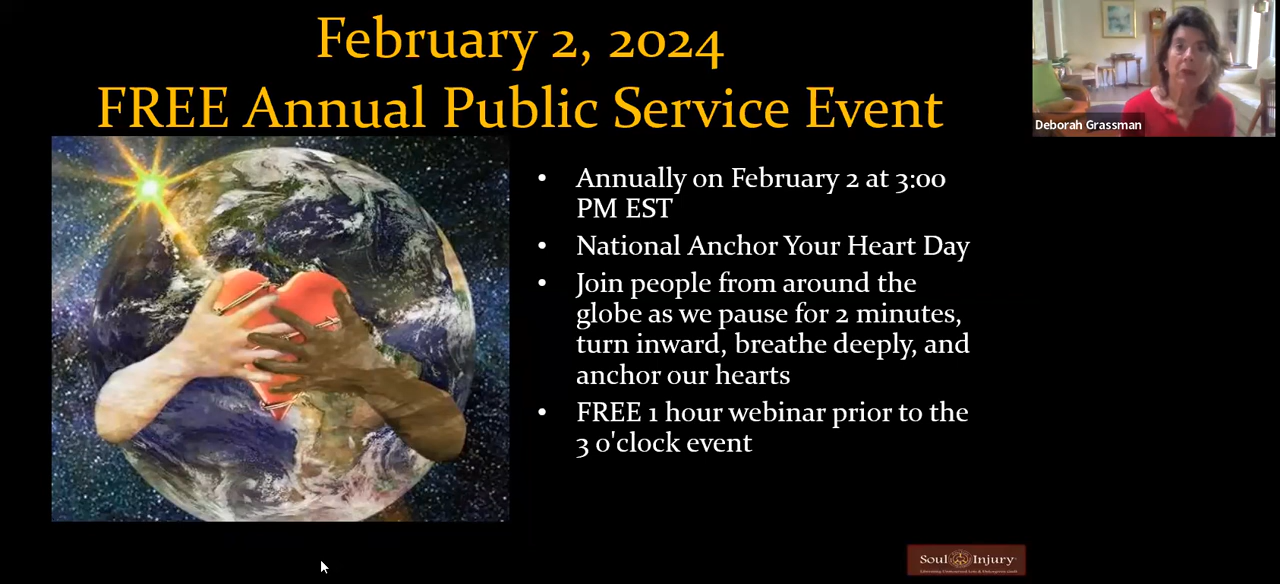 February 2, 2024
FREE Annual Public Service Event
Deborah Grassman
• Annually on February 2 at 3:00
PM EST
• National Anchor Your Heart Day
• Join people from around the
globe as we pause for 2 minutes,
turn inward, breathe deeply, and
anchor our hearts
• FREE 1 hour webinar prior to the
3 o'clock event
Soul Injury